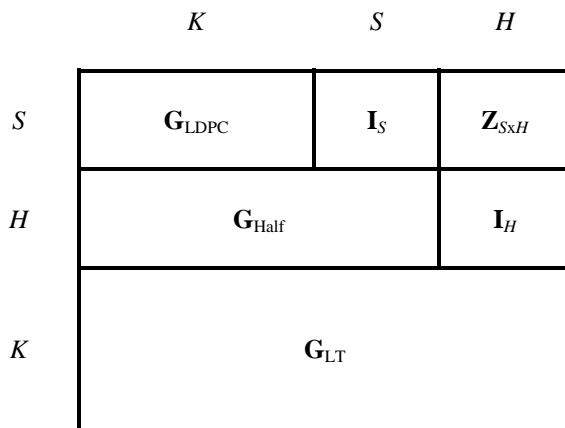 K S H
S G_LDPC I_S Z_SxH
H G_Half I_H
K G_LT